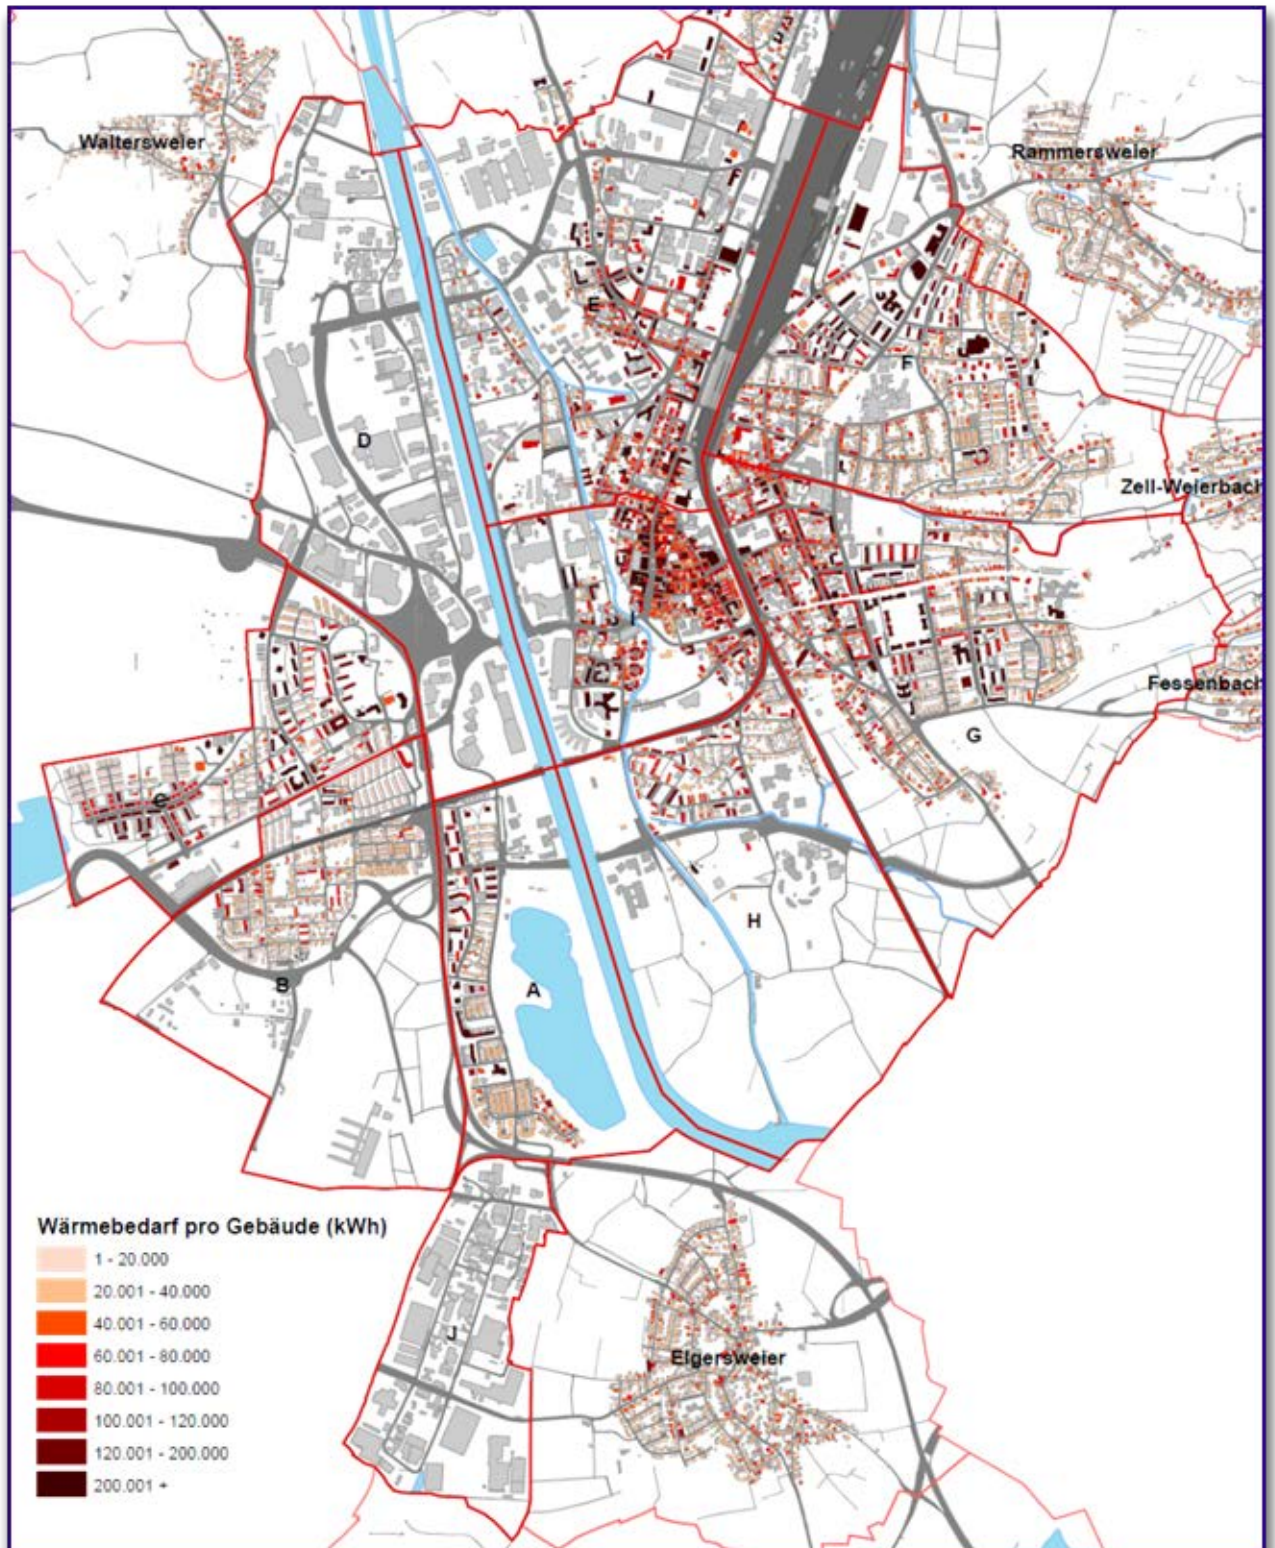 Waltersweier
Rammersweier
E
F
D
Zell-Weierbach
I
Fessenbach
G
C
H
A
B
Wärmebedarf pro Gebäude (kWh)
1 - 20.000
20.001 - 40.000
40.001 - 60.000
60.001 - 80.000
80.001 - 100.000
100.001 - 120.000
120.001 - 200.000
200.001 +
J
Elgersweier